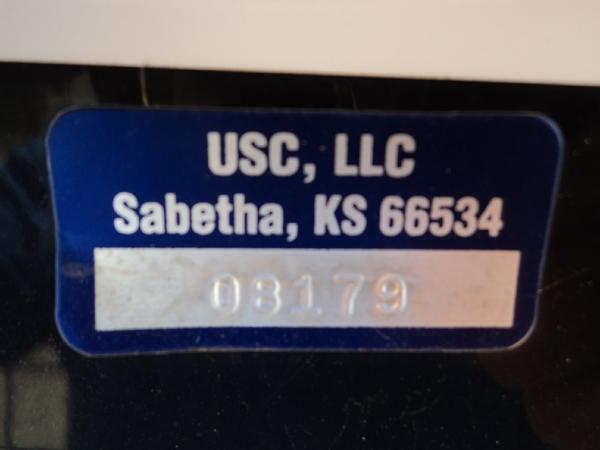 USC, LLC
Sabetha, KS 66534
08179